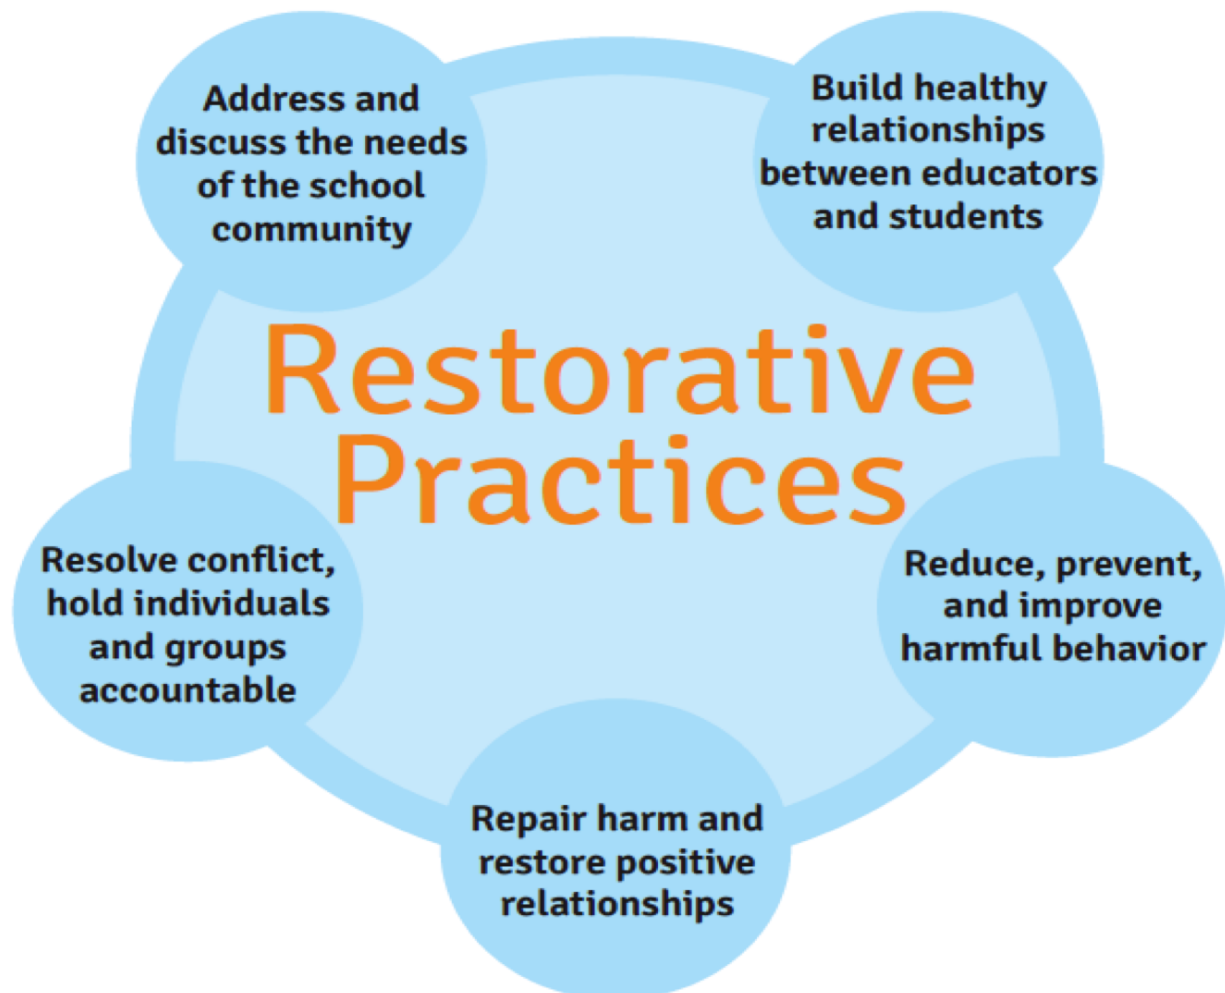 Address and
discuss the needs
of the school
community
Build healthy
relationships
between educators
and students
Restorative
Practices
Resolve conflict,
hold individuals
and groups
accountable
Reduce, prevent,
and improve
harmful behavior
Repair harm and
restore positive
relationships